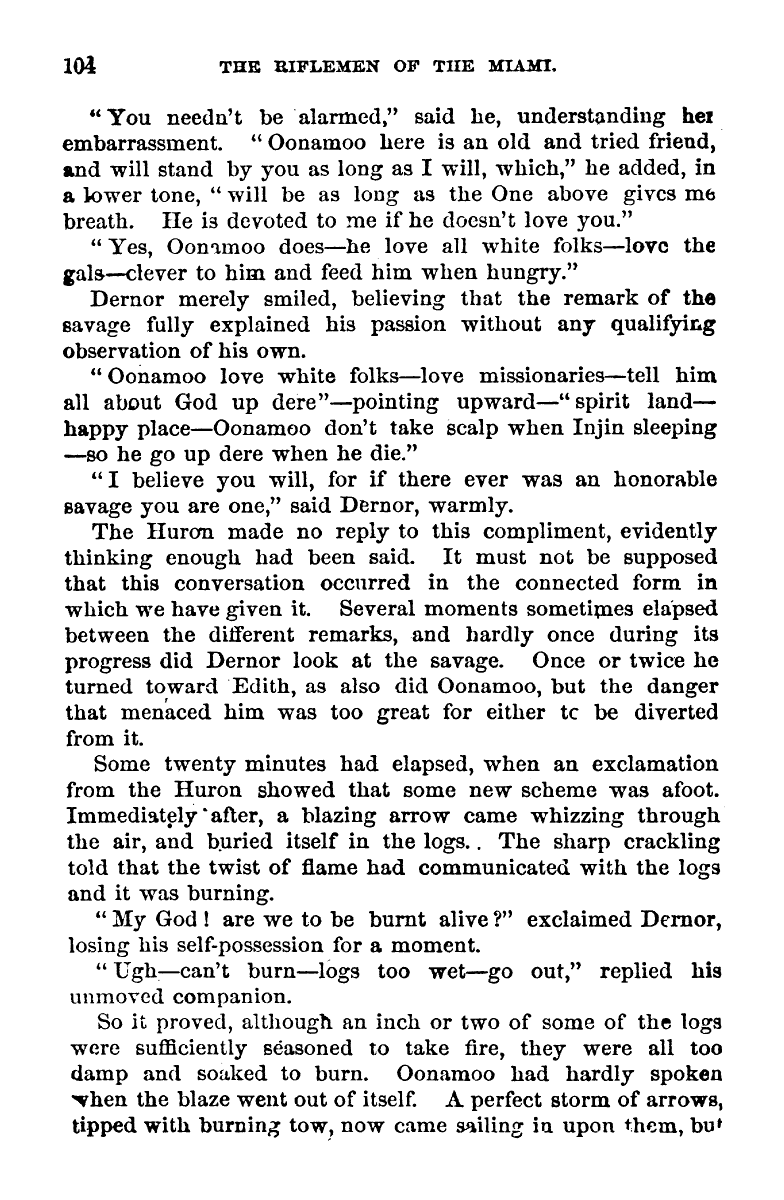 104 THE RIFLEMEN OF THE MIAMI.
“You needn’t be alarmed,” said he, understanding her
embarrassment. “Oonamoo here is an old and tried friend,
and will stand by you as long as I will, which,” he added, in
a lower tone, “will be as long as the One above gives me
breath. He is devoted to me if he doesn’t love you.”
“Yes, Oonamoo does—he love all white folks—love the
gals—clever to him and feed him when hungry.”
Dernor merely smiled, believing that the remark of the
savage fully explained his passion without any qualifying
observation of his own.
“Oonamoo love white folks—love missionaries—tell him
all about God up dere”—pointing upward—“spirit land—
happy place—Oonamoo don’t take scalp when Injin sleeping
—so he go up dere when he die.”
“I believe you will, for if there ever was an honorable
savage you are one,” said Dernor, warmly.
The Huron made no reply to this compliment, evidently
thinking enough had been said. It must not be supposed
that this conversation occurred in the connected form in
which we have given it. Several moments sometimes elapsed
between the different remarks, and hardly once during its
progress did Dernor look at the savage. Once or twice he
turned toward Edith, as also did Oonamoo, but the danger
that menaced him was too great for either to be diverted
from it.
Some twenty minutes had elapsed, when an exclamation
from the Huron showed that some new scheme was afoot.
Immediately after, a blazing arrow came whizzing through
the air, and buried itself in the logs. The sharp crackling
told that the twist of flame had communicated with the logs
and it was burning.
“My God! are we to be burnt alive?” exclaimed Dernor,
losing his self-possession for a moment.
“Ugh—can’t burn—logs too wet—go out,” replied his
unmoved companion.
So it proved, although an inch or two of some of the logs
were sufficiently seasoned to take fire, they were all too
damp and soaked to burn. Oonamoo had hardly spoken
when the blaze went out of itself. A perfect storm of arrows,
tipped with burning tow, now came sailing in upon them, but